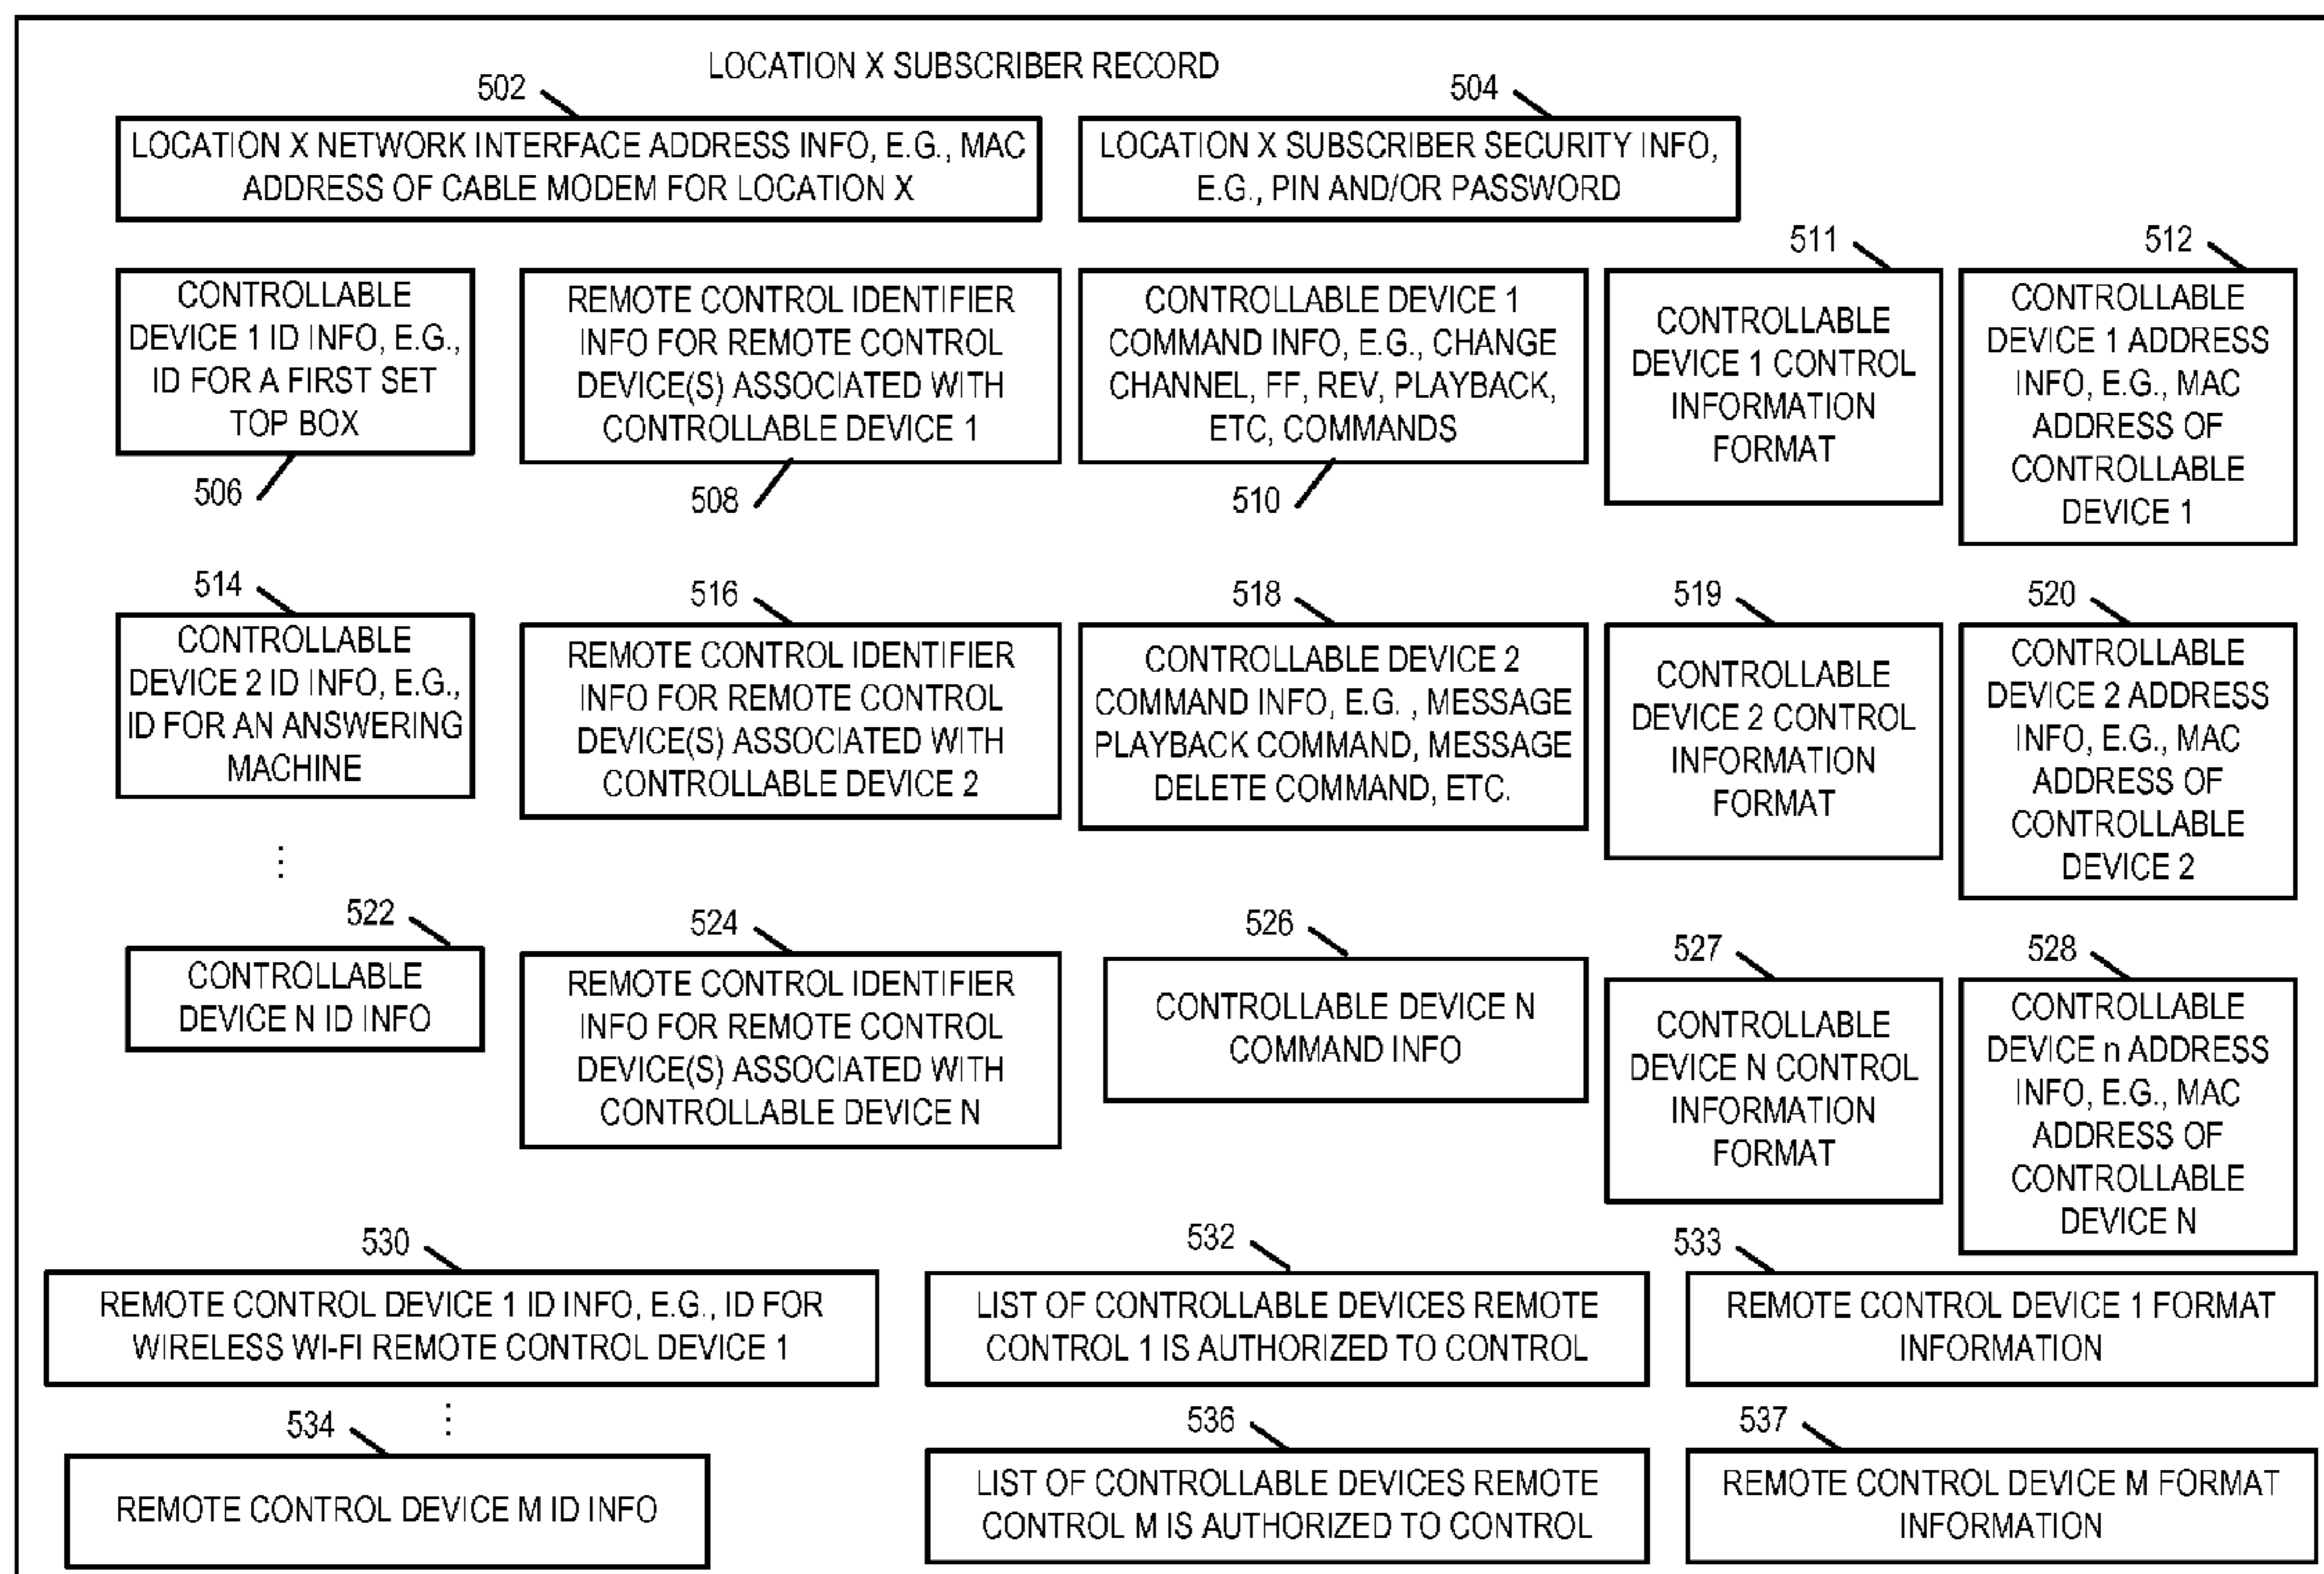 LOCATION X SUBSCRIBER RECORD
502
504
LOCATION X NETWORK INTERFACE ADDRESS INFO, E.G., MAC
ADDRESS OF CABLE MODEM FOR LOCATION X
LOCATION X SUBSCRIBER SECURITY INFO,
E.G., PIN AND/OR PASSWORD
511
512
CONTROLLABLE
DEVICE 1 ID INFO, E.G.,
ID FOR A FIRST SET
TOP BOX
506
REMOTE CONTROL IDENTIFIER
INFO FOR REMOTE CONTROL
DEVICE(S) ASSOCIATED WITH
CONTROLLABLE DEVICE 1
508
CONTROLLABLE DEVICE 1
COMMAND INFO, E.G., CHANGE
CHANNEL, FF, REV, PLAYBACK,
ETC, COMMANDS
510
CONTROLLABLE
DEVICE 1 CONTROL
INFORMATION
FORMAT
CONTROLLABLE
DEVICE 1 ADDRESS
INFO, E.G., MAC
ADDRESS OF
CONTROLLABLE
DEVICE 1
514
516
518
519
520
CONTROLLABLE
DEVICE 2 ID INFO, E.G.,
ID FOR AN ANSWERING
MACHINE
REMOTE CONTROL IDENTIFIER
INFO FOR REMOTE CONTROL
DEVICE(S) ASSOCIATED WITH
CONTROLLABLE DEVICE 2
CONTROLLABLE DEVICE 2
COMMAND INFO, E.G. , MESSAGE
PLAYBACK COMMAND, MESSAGE
DELETE COMMAND, ETC.
CONTROLLABLE
DEVICE 2 CONTROL
INFORMATION
FORMAT
CONTROLLABLE
DEVICE 2 ADDRESS
INFO, E.G., MAC
ADDRESS OF
CONTROLLABLE
DEVICE 2
⋮
522
524
526
527
528
CONTROLLABLE
DEVICE N ID INFO
REMOTE CONTROL IDENTIFIER
INFO FOR REMOTE CONTROL
DEVICE(S) ASSOCIATED WITH
CONTROLLABLE DEVICE N
CONTROLLABLE DEVICE N
COMMAND INFO
CONTROLLABLE
DEVICE N CONTROL
INFORMATION
FORMAT
CONTROLLABLE
DEVICE n ADDRESS
INFO, E.G., MAC
ADDRESS OF
CONTROLLABLE
DEVICE N
530
532
533
REMOTE CONTROL DEVICE 1 ID INFO, E.G., ID FOR
WIRELESS WI-FI REMOTE CONTROL DEVICE 1
LIST OF CONTROLLABLE DEVICES REMOTE
CONTROL 1 IS AUTHORIZED TO CONTROL
REMOTE CONTROL DEVICE 1 FORMAT
INFORMATION
⋮
534
536
537
REMOTE CONTROL DEVICE M ID INFO
LIST OF CONTROLLABLE DEVICES REMOTE
CONTROL M IS AUTHORIZED TO CONTROL
REMOTE CONTROL DEVICE M FORMAT
INFORMATION